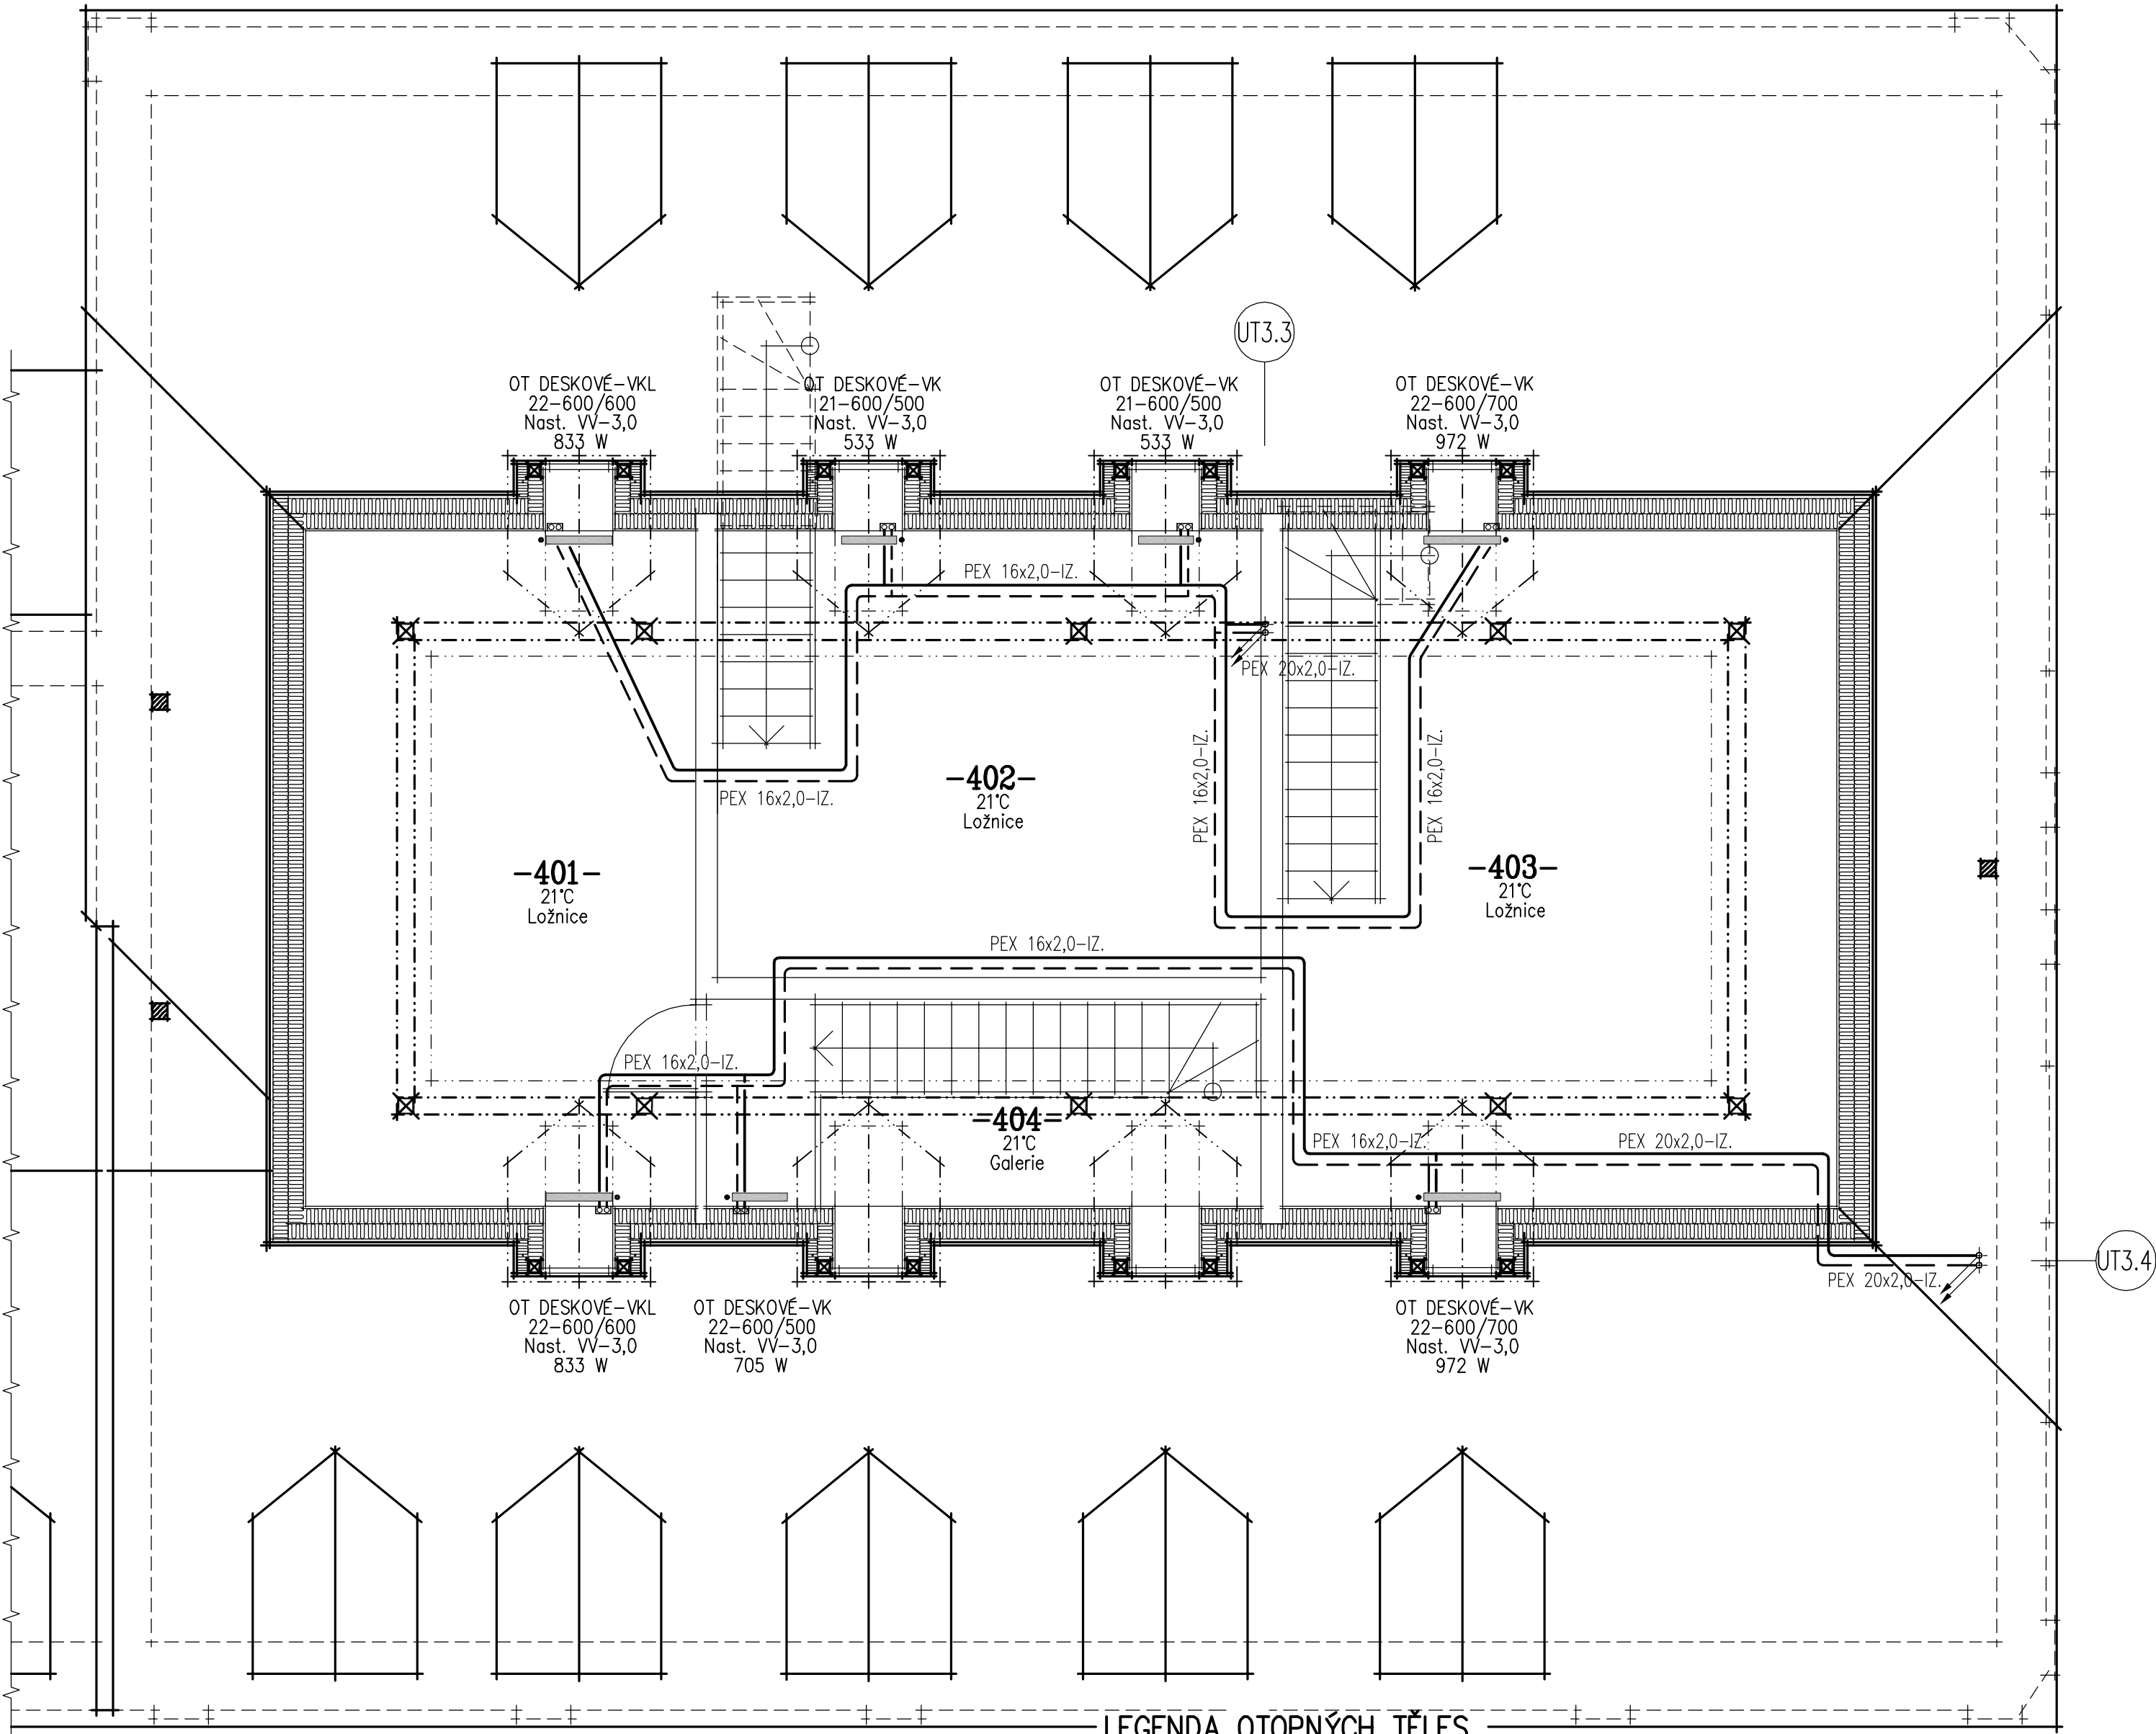 UT3.3
OT DESKOVÉ-VKL
22-600/600
Nast. VV-3,0
833 W
OT DESKOVÉ-VK
21-600/500
Nast. VV-3,0
533 W
OT DESKOVÉ-VK
21-600/500
Nast. VV-3,0
533 W
OT DESKOVÉ-VK
22-600/700
Nast. VV-3,0
972 W
PEX 16x2,0-IZ.
PEX 20x2,0-IZ.
PEX 16x2,0-IZ.
PEX 16x2,0-IZ.
PEX 16x2,0-IZ.
-402-
21°C
Ložnice
-401-
21°C
Ložnice
-403-
21°C
Ložnice
PEX 16x2,0-IZ.
PEX 16x2,0-IZ.
-404-
21°C
Galerie
PEX 16x2,0-IZ.
PEX 20x2,0-IZ.
UT3.4
PEX 20x2,0-IZ.
OT DESKOVÉ-VKL
22-600/600
Nast. VV-3,0
833 W
OT DESKOVÉ-VK
22-600/500
Nast. VV-3,0
705 W
OT DESKOVÉ-VK
22-600/700
Nast. VV-3,0
972 W
LEGENDA OTOPNÝCH TĚLES